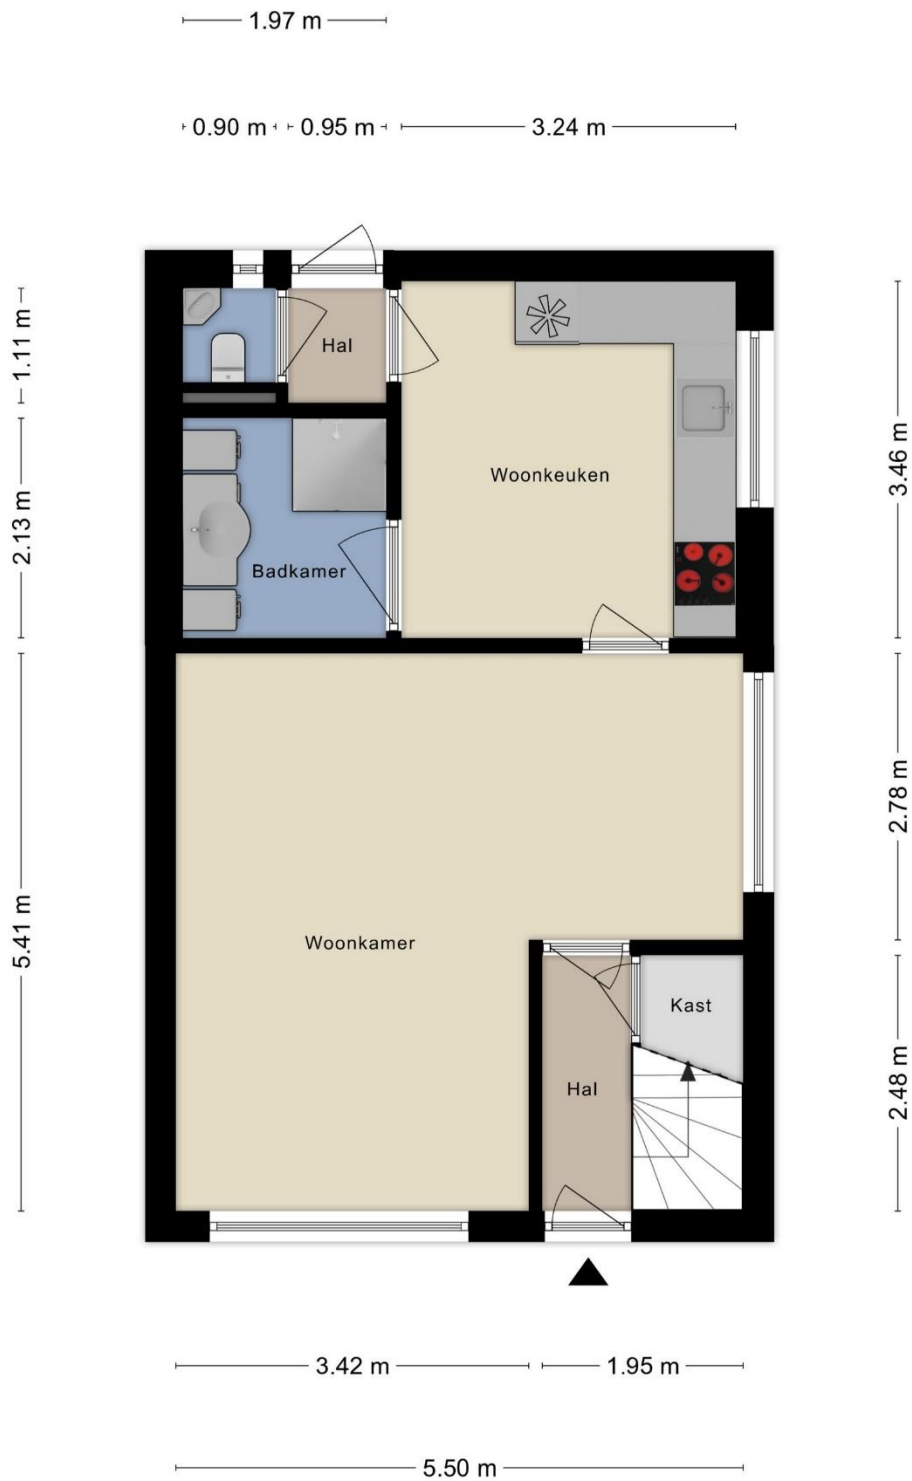 1.97 m
0.90 m
0.95 m
3.24 m
1.11 m
Hal
3.46 m
Woonkeuken
2.13 m
Badkamer
2.78 m
5.41 m
Woonkamer
Kast
Hal
2.48 m
3.42 m
1.95 m
5.50 m